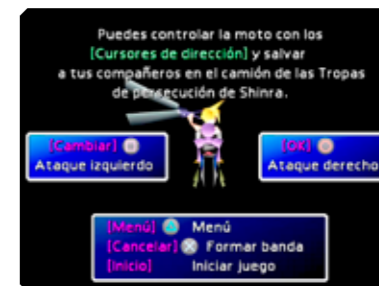 Puedes controlar la moto con los
[Cursores de dirección] y salvar
a tus compañeros en el camión de las Tropas
de persecución de Shinra.
[Cambiar]
Ataque izquierdo
[OK]
Ataque derecho
[Menú] Menú
[Cancelar] Formar banda
[Inicio] Iniciar juego